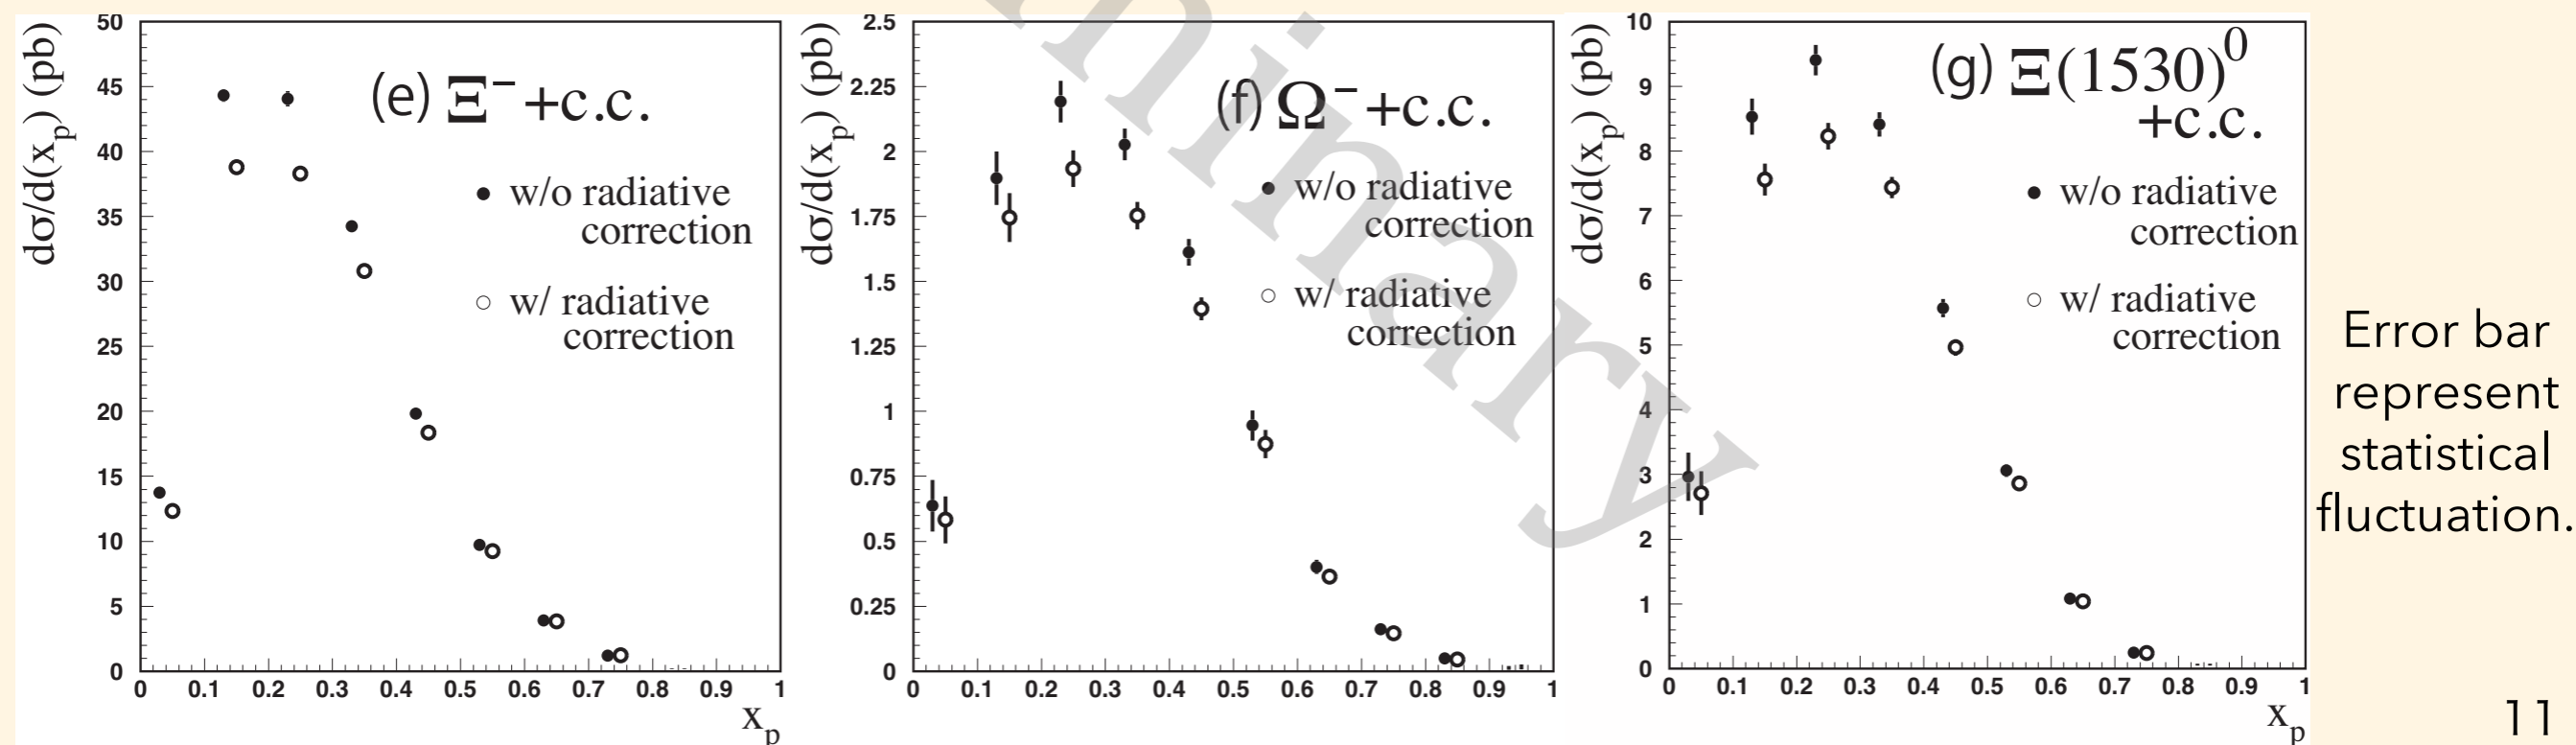 dσ/d(xp) (pb)
50
45
40
35
30
25
20
15
10
5
0
(e) Ξ⁻+c.c.
w/o radiative
correction
w/ radiative
correction
0 0.1 0.2 0.3 0.4 0.5 0.6 0.7 0.8 0.9 1
xp
dσ/d(xp) (pb)
2.5
2.25
2
1.75
1.5
1.25
1
0.75
0.5
0.25
0
(f) Ω⁻+c.c.
w/o radiative
correction
w/ radiative
correction
0 0.1 0.2 0.3 0.4 0.5 0.6 0.7 0.8 0.9 1
dσ/d(xp) (pb)
10
9
8
7
6
5
4
3
2
1
0
(g) Ξ(1530)⁰
+c.c.
w/o radiative
correction
w/ radiative
correction
0 0.1 0.2 0.3 0.4 0.5 0.6 0.7 0.8 0.9 1
xp
minary
Error bar
represent
statistical
fluctuation.
11